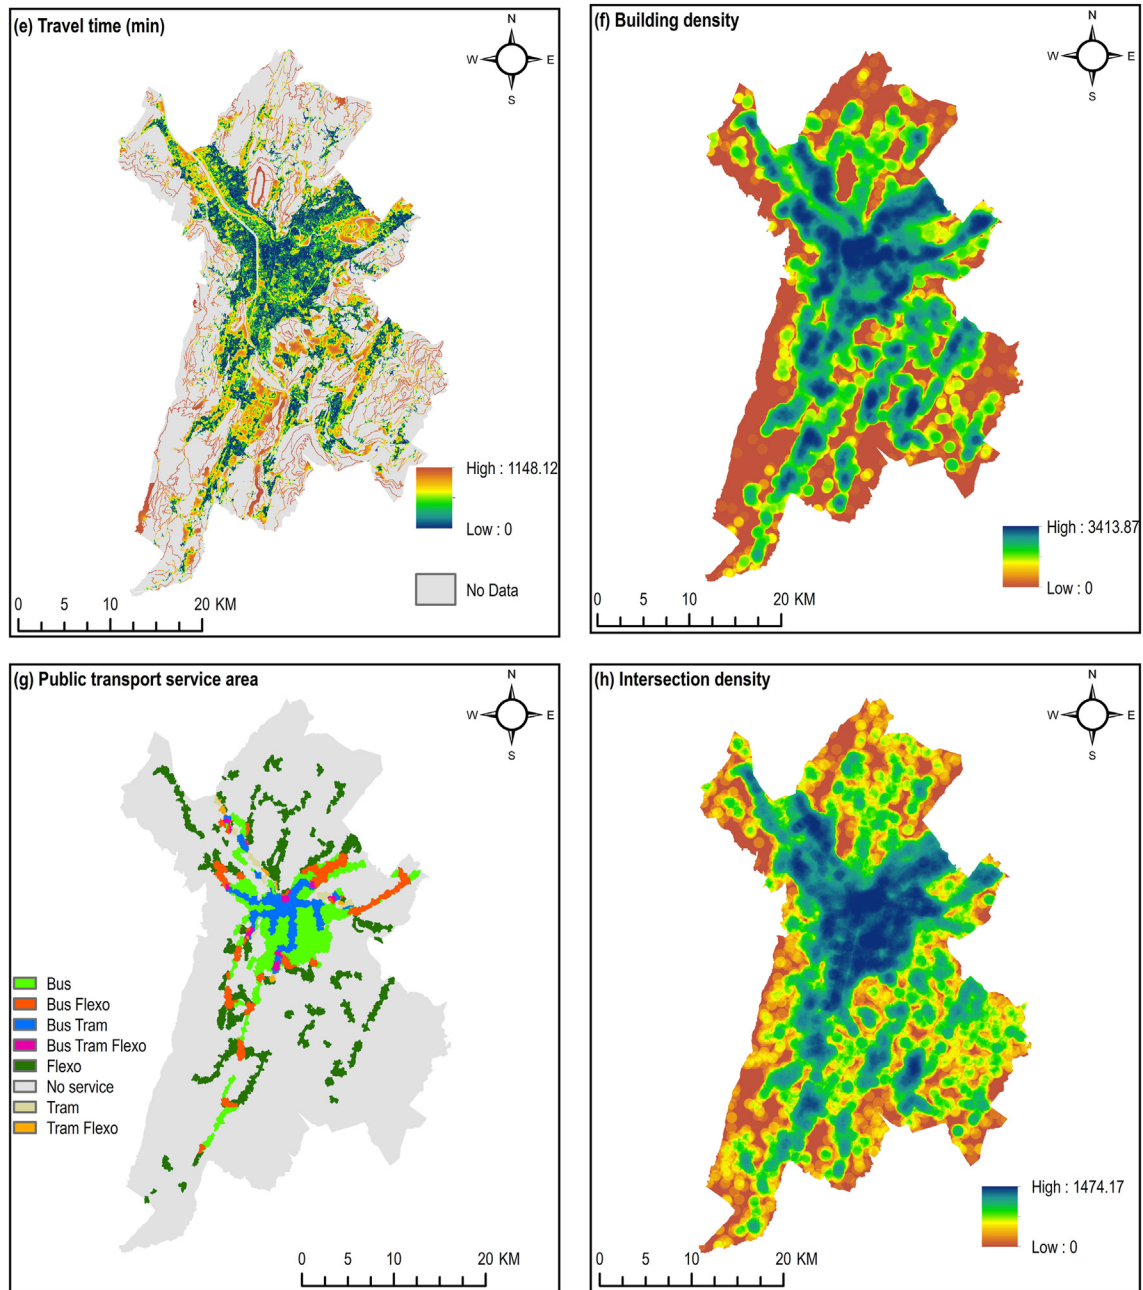 (e) Travel time (min)
N
W E
S
High : 1148.12
Low : 0
No Data
0 5 10 20 KM
(f) Building density
N
W E
S
High : 3413.87
Low : 0
0 5 10 20 KM
(g) Public transport service area
N
W E
S
Bus
Bus Flexo
Bus Tram
Bus Tram Flexo
Flexo
No service
Tram
Tram Flexo
0 5 10 20 KM
(h) Intersection density
N
W E
S
High : 1474.17
Low : 0
0 5 10 20 KM